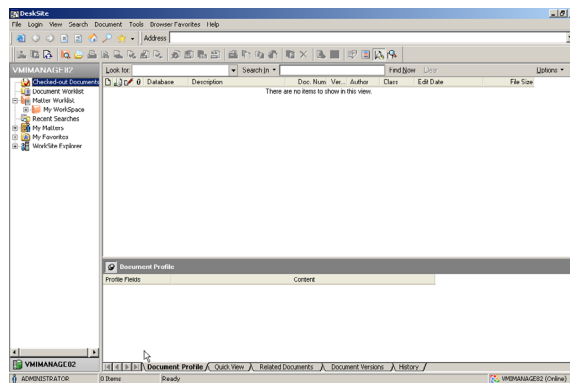 DeskSite
File Login View Search Document Tools Browser Favorites Help
Address
VMIMANAGE02
Look for: Search In Find Now Clear Options
Checked-out Documents
Document Worklist
Matter Worklist
My WorkSpace
Recent Searches
My Matters
My Favorites
WorkSite Explorer
Database Description Doc. Num Ver... Author Class Edit Date File Size
There are no items to show in this view.
Document Profile
Profile Fields Content
VMIMANAGE02
Document Profile Quick View Related Documents Document Versions History
ADMINISTRATOR 0 Items Ready VMIMANAGE02 (Online)